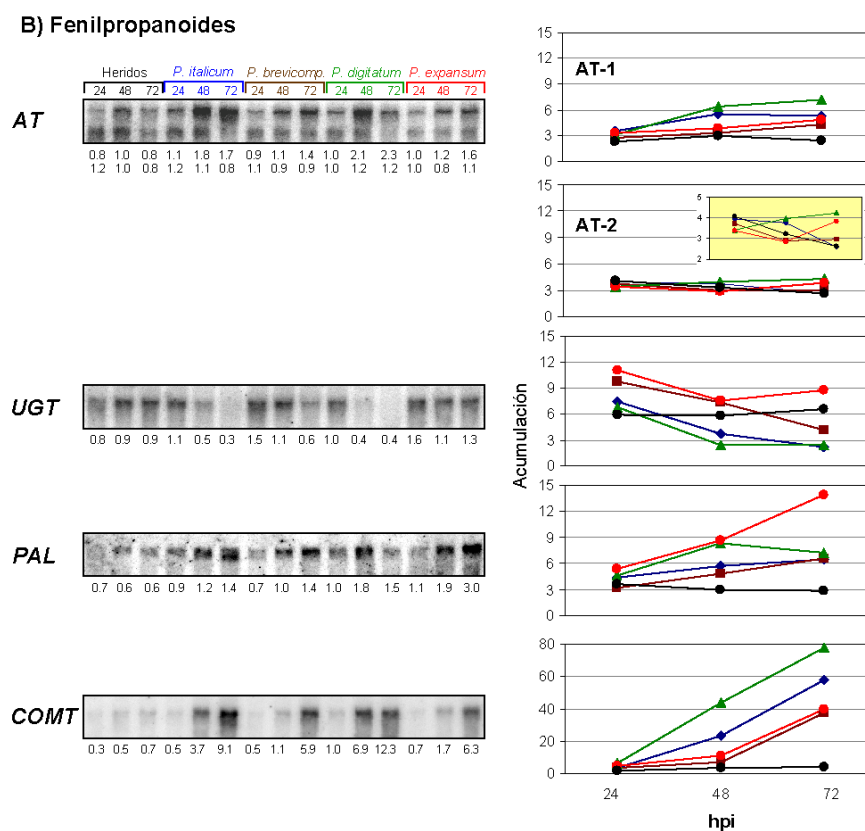 B) Fenilpropanoides
Heridos P. italicum P. brevicomp. P. digitatum P. expansum
24 48 72 24 48 72 24 48 72 24 48 72 24 48 72
AT
0.8 1.0 0.8 1.1 1.8 1.7 0.9 1.1 1.4 1.0 2.1 2.3 1.0 1.2 1.6
1.2 1.0 0.8 1.2 1.1 0.8 1.1 0.9 0.9 1.2 1.2 1.2 1.0 0.8 1.1
UGT
0.8 0.9 0.9 1.1 0.5 0.3 1.5 1.1 0.6 1.0 0.4 0.4 1.6 1.1 1.3
PAL
0.7 0.6 0.6 0.9 1.2 1.4 0.7 1.0 1.4 1.0 1.8 1.5 1.1 1.9 3.0
COMT
0.3 0.5 0.7 0.5 3.7 9.1 0.5 1.1 5.9 1.0 6.9 12.3 0.7 1.7 6.3
Acumulación
AT-1
15
12
9
6
3
0
AT-2
15
12
9
6
3
0
5
4
3
2
15
12
9
6
3
0
15
12
9
6
3
0
80
60
40
20
0
24 48 72
hpi